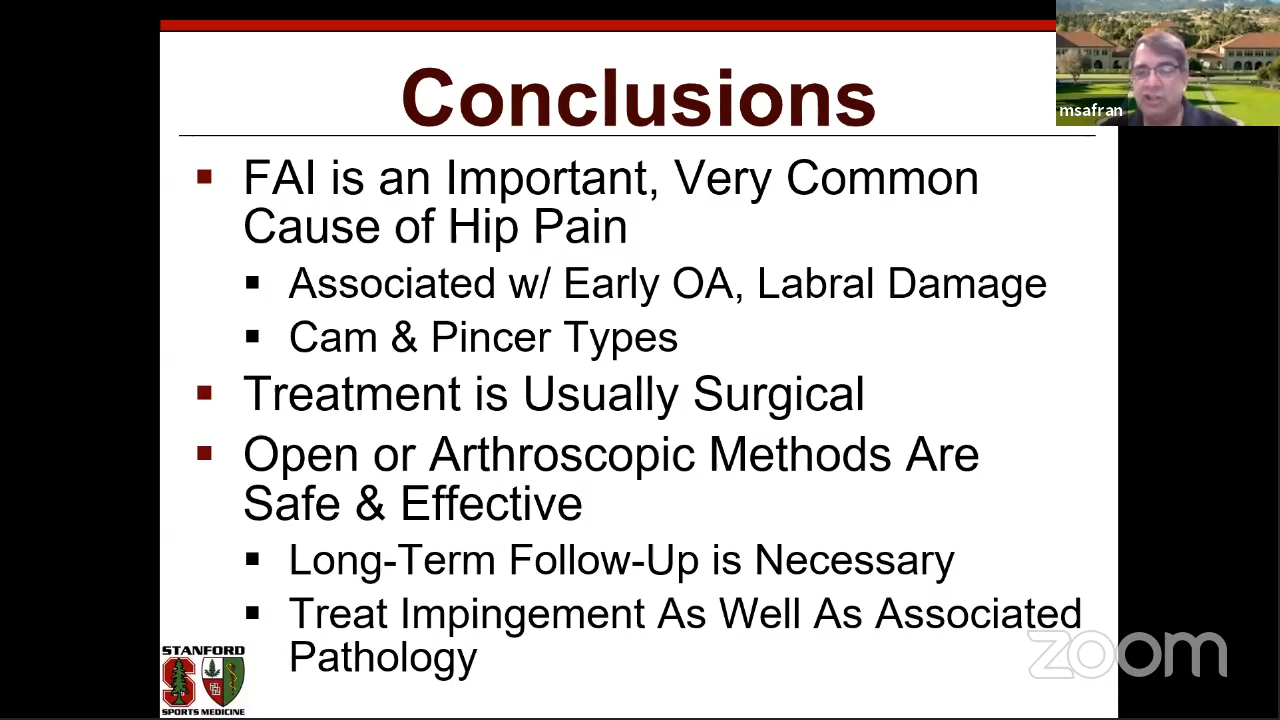 Conclusions
msafran
FAI is an Important, Very Common
Cause of Hip Pain
Associated w/ Early OA, Labral Damage
Cam & Pincer Types
Treatment is Usually Surgical
Open or Arthroscopic Methods Are
Safe & Effective
Long-Term Follow-Up is Necessary
Treat Impingement As Well As Associated
Pathology
zoom
STANFORD
S
SPORTS MEDICINE